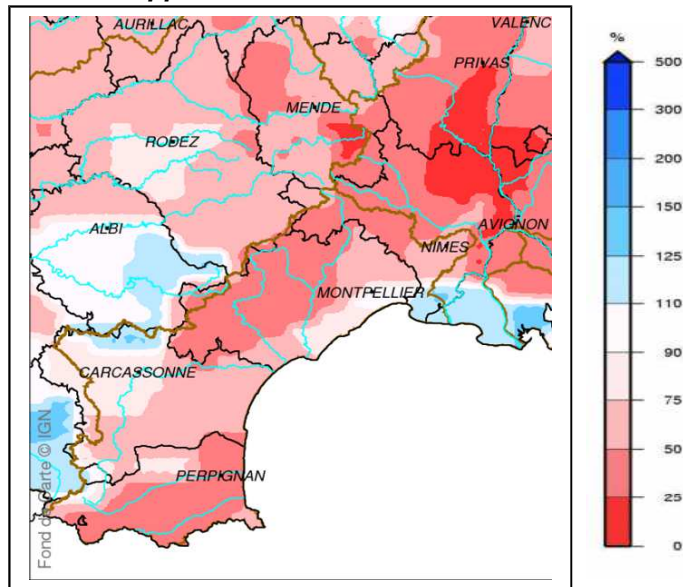 AURILLAC
VALENC
PRIVAS
MENDE
RODEZ
ALBI
AVIGNON
NIMES
MONTPELLIER
CARCASSONNE
PERPIGNAN
Fond de carte © IGN
%
500
300
200
150
125
110
90
75
50
25
0